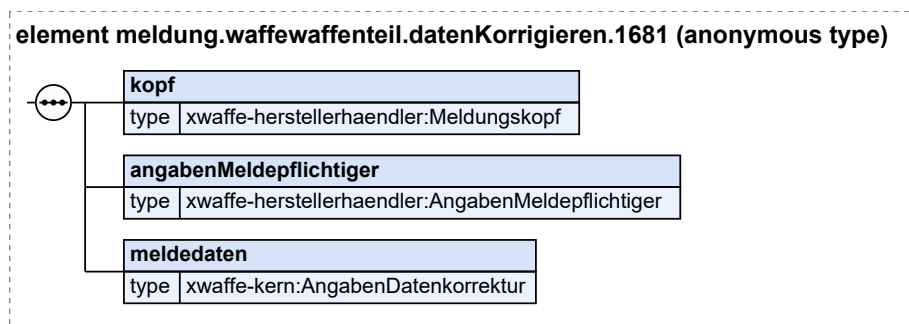 element meldung.waffewaffenteil.datenKorrigieren.1681 (anonymous type)
kopf
type xwaffe-herstellerhaendler:Meldungskopf
angabenMeldepflichtiger
type xwaffe-herstellerhaendler:AngabenMeldepflichtiger
meldedaten
type xwaffe-kern:AngabenDatenkorrektur